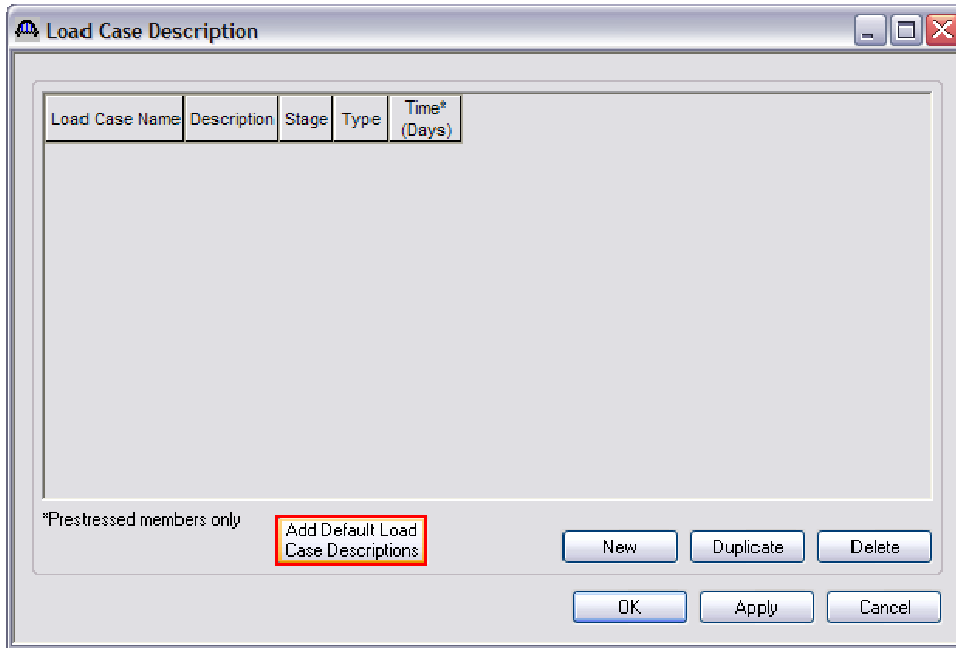 Load Case Description
Load Case Name Description Stage Type Time*
(Days)
*Prestressed members only
Add Default Load
Case Descriptions
New Duplicate Delete
OK Apply Cancel